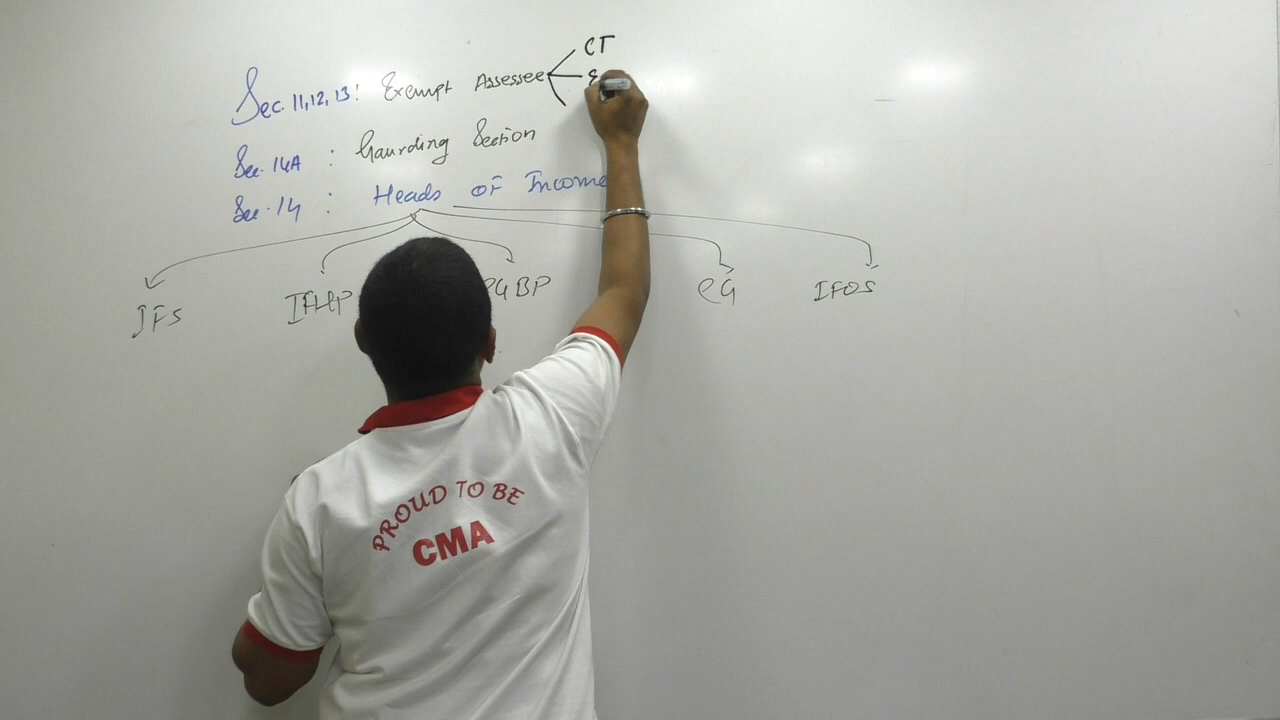 CT
Sec. 11,12,13: Exempt Assessee
Sec. 14A : Gaurding Section
Sec. 14 : Heads of Income
IFS IFHP PGBP CG IFOS
PROUD TO BE
CMA